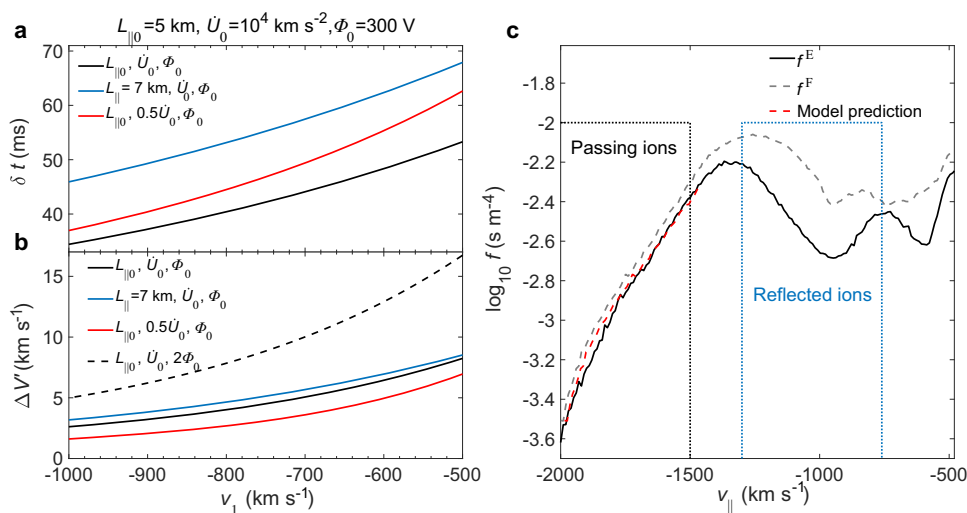 L∥0=5 km, U̇0=10^4 km s^-2,Φ0=300 V
a
L∥0, U̇0, Φ0
L∥= 7 km, U̇0, Φ0
L∥0, 0.5U̇0, Φ0
70
60
50
40
δ t (ms)
b
L∥0, U̇0, Φ0
L∥=7 km, U̇0, Φ0
L∥0, 0.5U̇0, Φ0
L∥0, U̇0, 2Φ0
15
10
5
0
ΔV' (km s^-1)
-1000 -900 -800 -700 -600 -500
v1 (km s^-1)
c
f^E
f^F
Model prediction
Passing ions
Reflected ions
-1.8
-2
-2.2
-2.4
-2.6
-2.8
-3
-3.2
-3.4
-3.6
log10 f (s m^-4)
-2000 -1500 -1000 -500
v∥ (km s^-1)